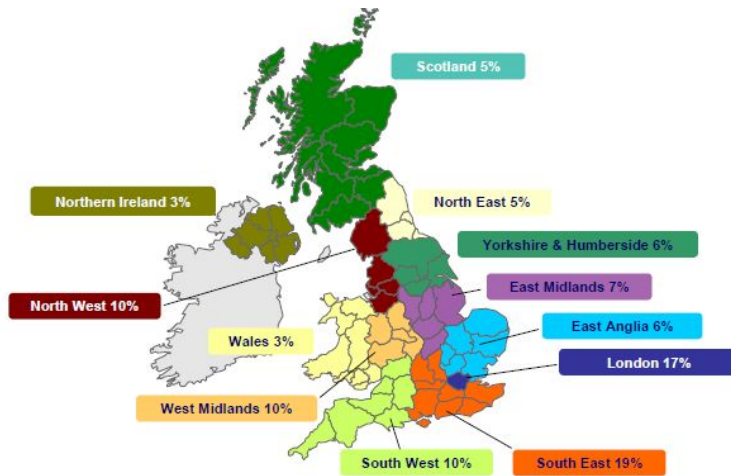 Scotland 5%
Northern Ireland 3%
North East 5%
Yorkshire & Humberside 6%
East Midlands 7%
North West 10%
East Anglia 6%
Wales 3%
London 17%
West Midlands 10%
South West 10%
South East 19%